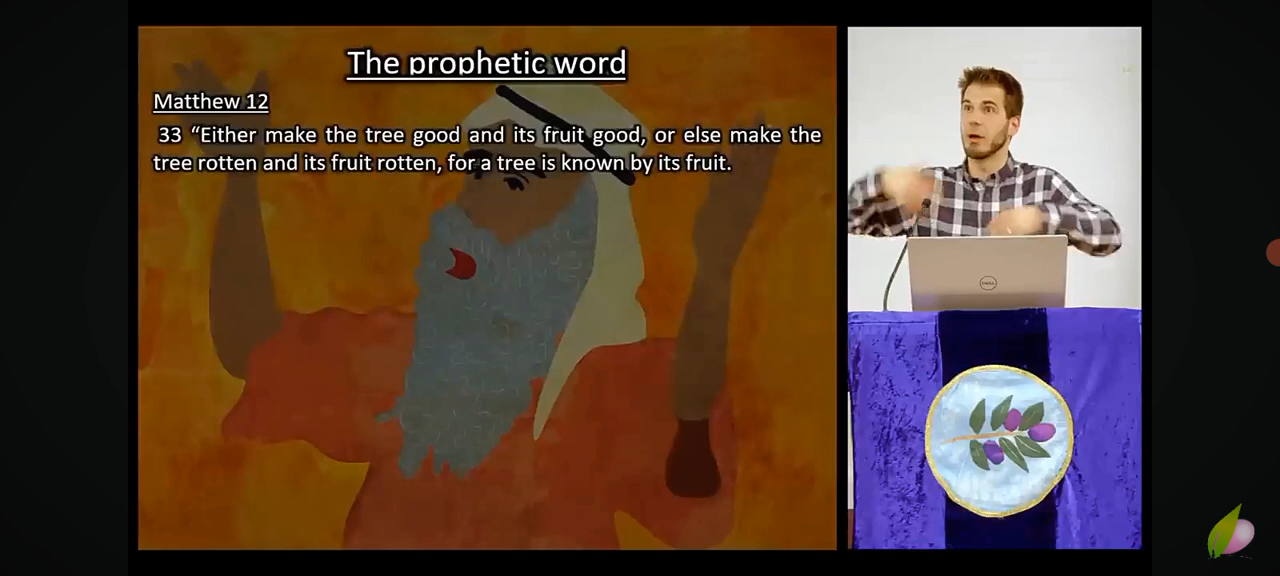 The prophetic word
Matthew 12
33 “Either make the tree good and its fruit good, or else make the
tree rotten and its fruit rotten, for a tree is known by its fruit.
DELL